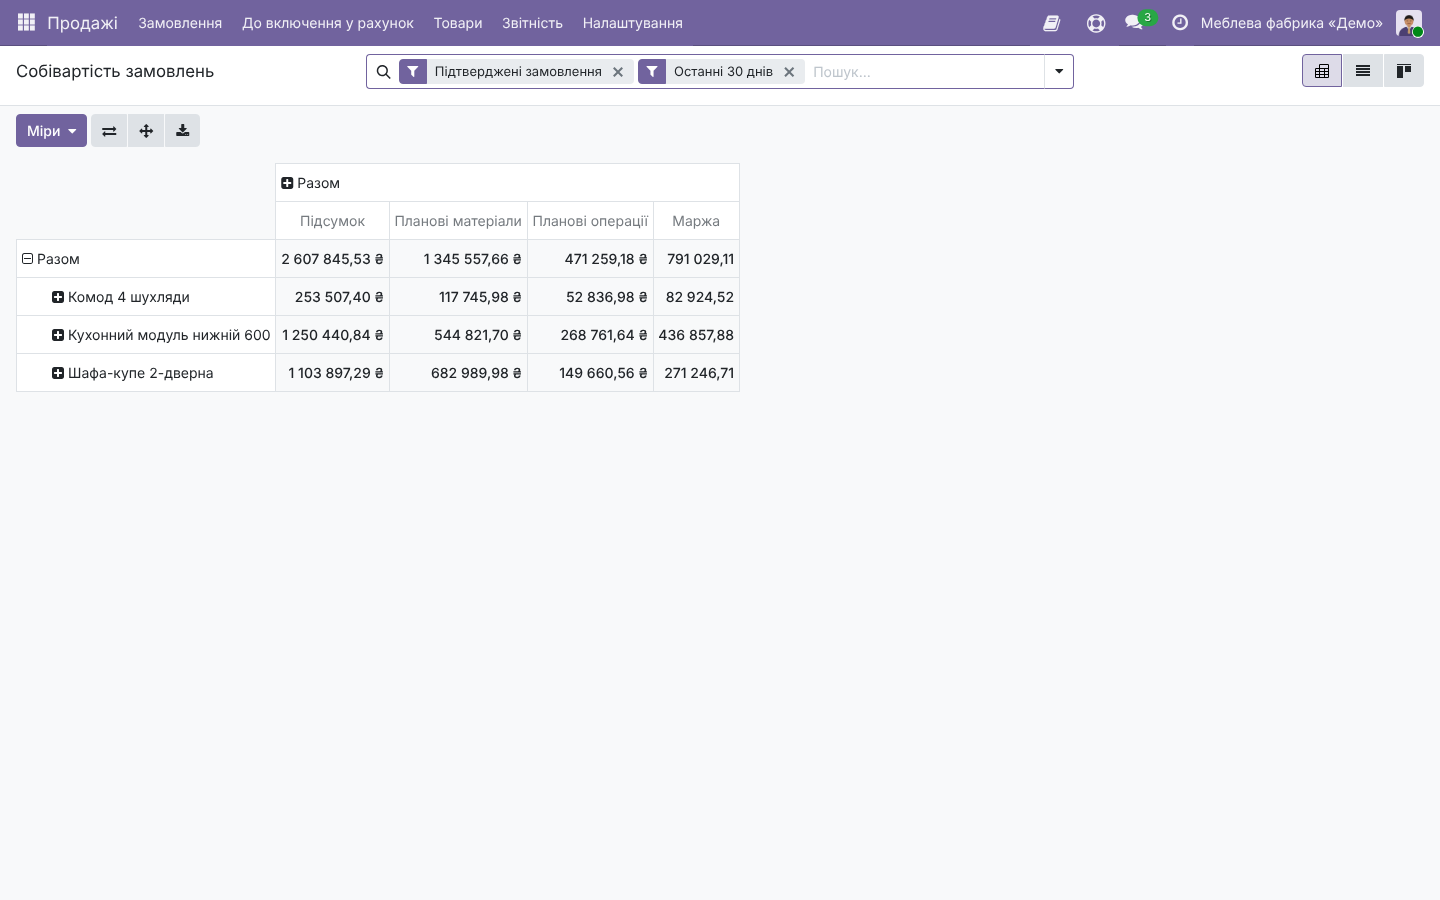 Продажі Замовлення До включення у рахунок Товари Звітність Налаштування 3 Меблева фабрика «Демо»
Собівартість замовлень Підтверджені замовлення Останні 30 днів Пошук...
Міри
Разом
Підсумок Планові матеріали Планові операції Маржа
Разом 2 607 845,53 ₴ 1 345 557,66 ₴ 471 259,18 ₴ 791 029,11
Комод 4 шухляди 253 507,40 ₴ 117 745,98 ₴ 52 836,98 ₴ 82 924,52
Кухонний модуль нижній 600 1 250 440,84 ₴ 544 821,70 ₴ 268 761,64 ₴ 436 857,88
Шафа-купе 2-дверна 1 103 897,29 ₴ 682 989,98 ₴ 149 660,56 ₴ 271 246,71